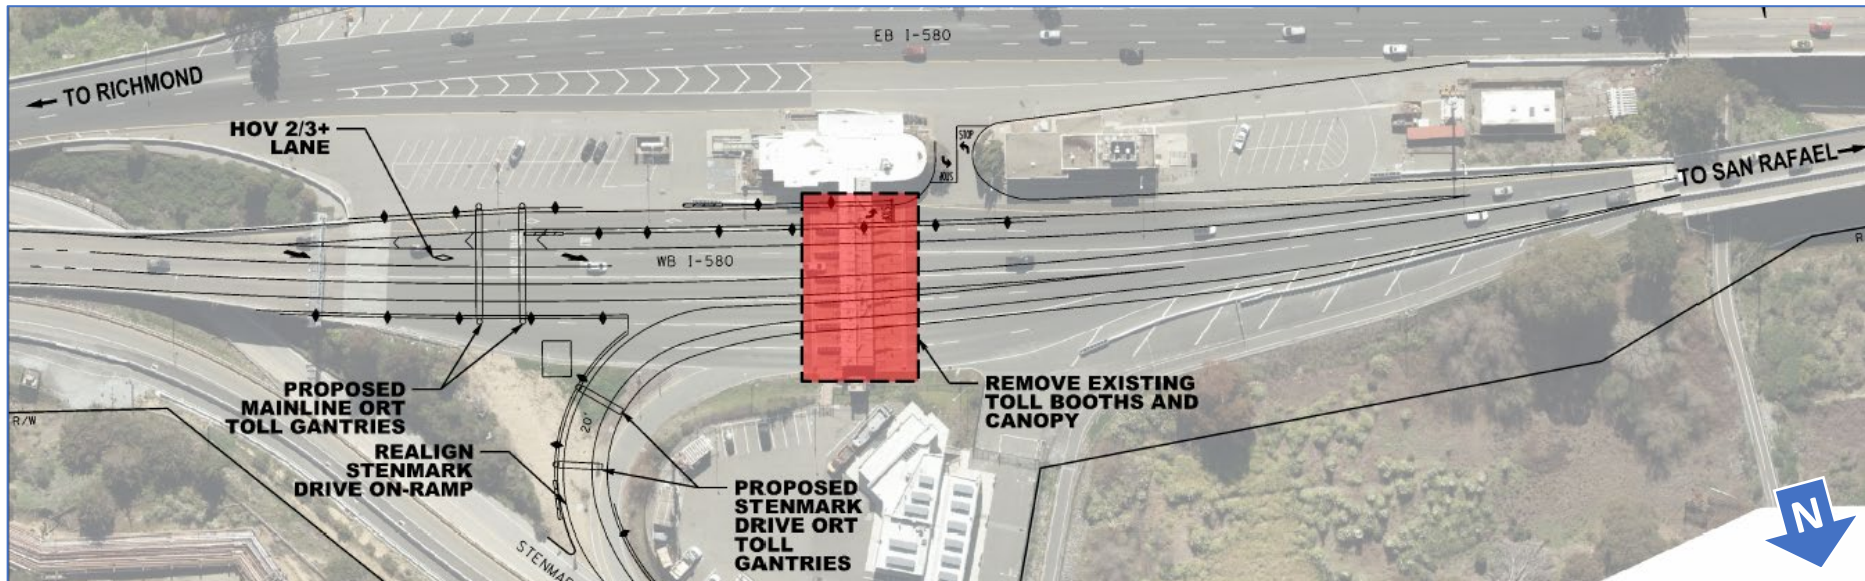 EB I-580
TO RICHMOND
HOV 2/3+
LANE
STOP
STOP
TO SAN RAFAEL
WB I-580
R/W
PROPOSED
MAINLINE ORT
TOLL GANTRIES
REALIGN
STENMARK
DRIVE ON-RAMP
20'
PROPOSED
STENMARK
DRIVE ORT
TOLL
GANTRIES
REMOVE EXISTING
TOLL BOOTHS AND
CANOPY
N